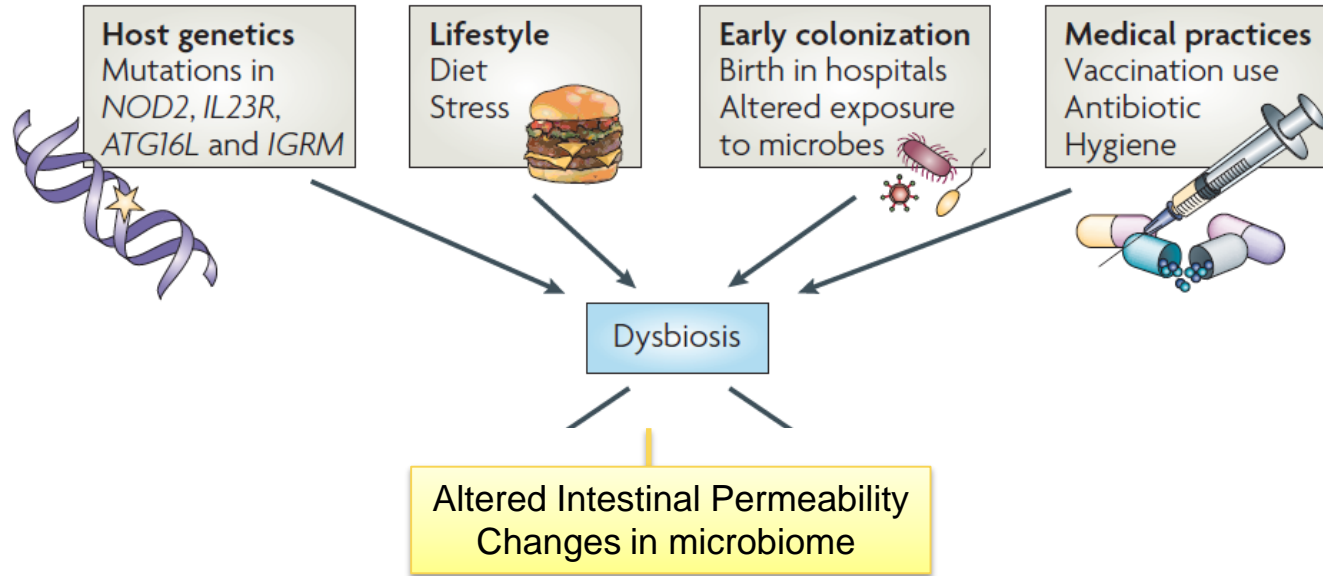 Host genetics
Mutations in
NOD2, IL23R,
ATG16L and IGRM
Lifestyle
Diet
Stress
Early colonization
Birth in hospitals
Altered exposure
to microbes
Medical practices
Vaccination use
Antibiotic
Hygiene
Dysbiosis
Altered Intestinal Permeability
Changes in microbiome